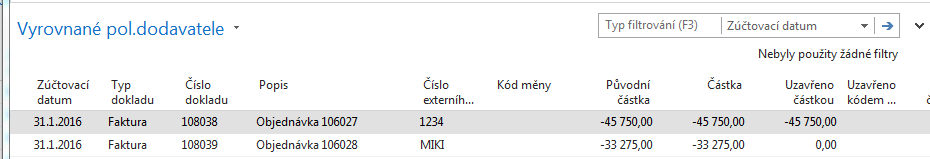 Vyrovnané pol.dodavatele
Typ filtrování (F3) Zúčtovací datum
Nebyly použity žádné filtry
Zúčtovací datum Typ dokladu Číslo dokladu Popis Číslo externíh... Kód měny Původní částka Částka Uzavřeno částkou Uzavřeno kódem ...
31.1.2016 Faktura 108038 Objednávka 106027 1234 -45 750,00 -45 750,00 -45 750,00
31.1.2016 Faktura 108039 Objednávka 106028 MIKI -33 275,00 -33 275,00 0,00